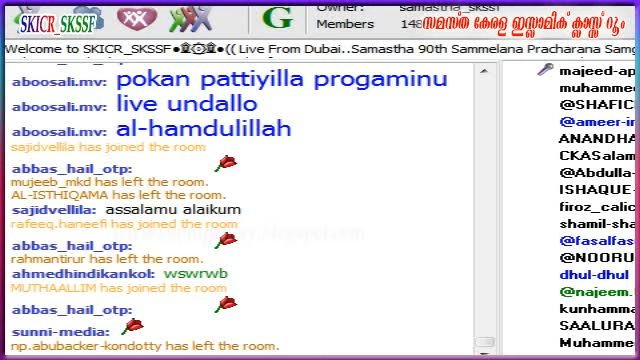 SKICR_SKSSF
Owner: samastha_SKSSF
Members
സമസ്ത കേരള ഇസ്ലാമിക് ക്ലാസ്സ് റൂം
Welcome to SKICR_SKSSF●۩۞۩●(( Live From Dubai..Samastha 90th Sammelana Pracharana Samg
aboosali.mv: pokan pattiyilla progaminu
aboosali.mv: live undallo
aboosali.mv: al-hamdulillah
sajidvellila has joined the room
abbas_hail_otp:
mujeeb_mkd has left the room.
AL-ISTHIQAMA has left the room.
sajidvellila: assalamu alaikum
rafeeq.haneefi has joined the room
abbas_hail_otp:
rahmantirur has left the room.
ahmedhindikankol: wswrwb
MUTHAALLIM has joined the room
abbas_hail_otp:
sunni-media:
np.abubacker-kondotty has left the room.
majeed-ap
muhammed
@SHAFIC
@ameer-ir
ANANDHA
CKASalam
@Abdulla-
ISHAQUE-
firoz_calic
shamil-sha
@fasalfas
@NOORU
dhul-dhul
@najeem.
kunhamma
SAALURA
Muhammed